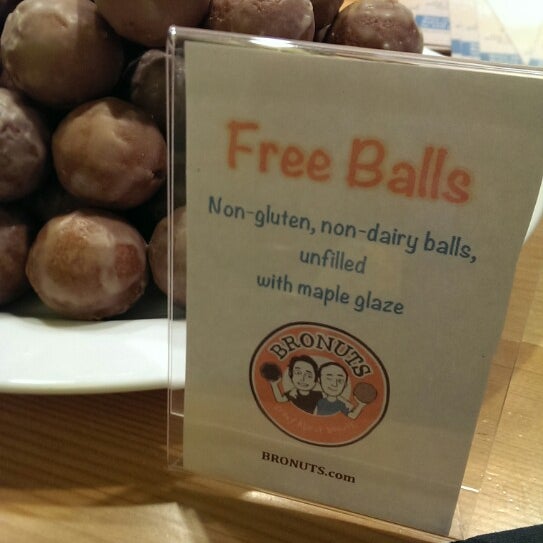 Free Balls
Non-gluten, non-dairy balls,
unfilled
with maple glaze
BRONUTS
BRONUTS.com